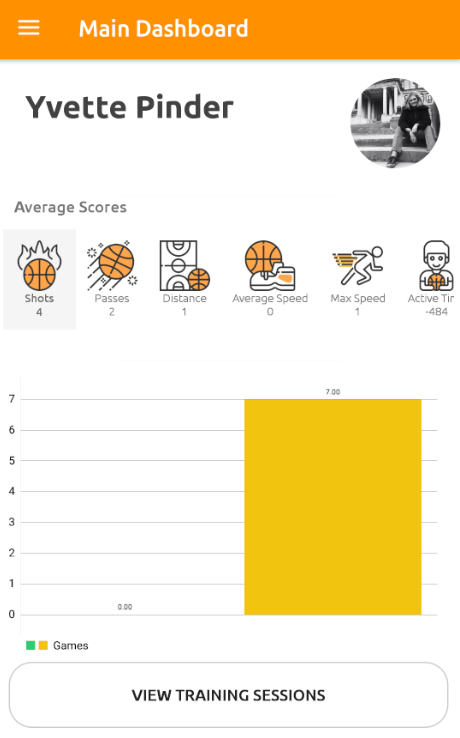 Main Dashboard
Yvette Pinder
Average Scores
Shots Passes Distance Average Speed Max Speed Active Tir
4 2 1 0 1 -484
7.00
7
6
5
4
3
2
1
0.00
0
Games
VIEW TRAINING SESSIONS